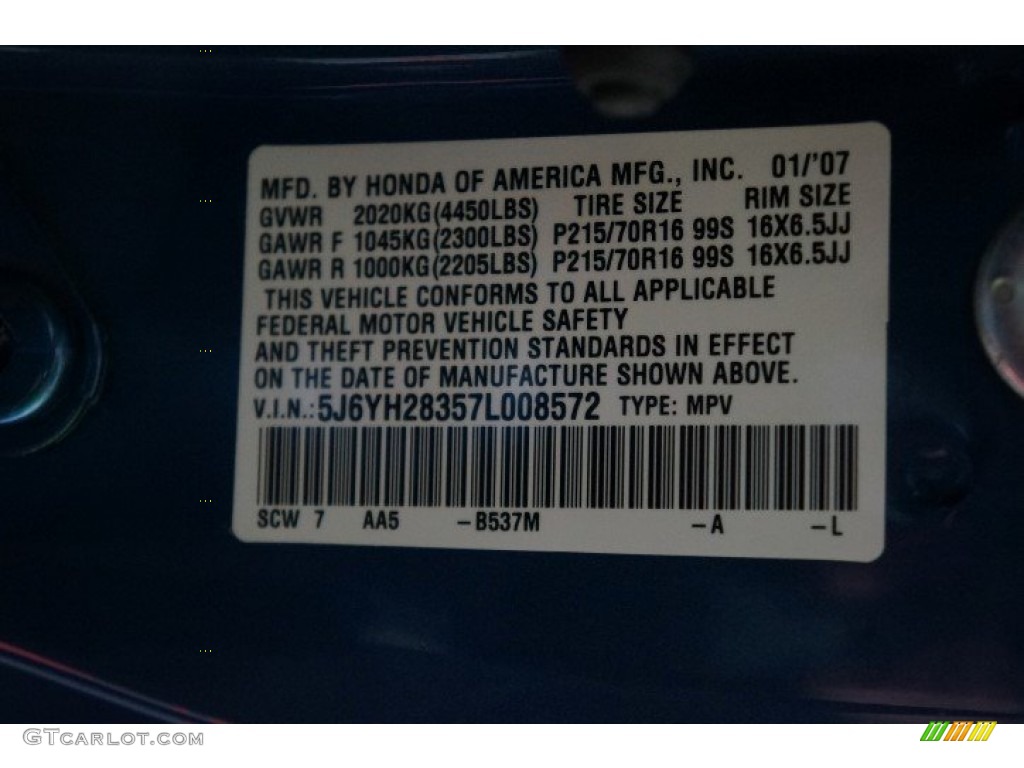 MFD. BY HONDA OF AMERICA MFG., INC. 01/'07
GVWR 2020KG(4450LBS) TIRE SIZE RIM SIZE
GAWR F 1045KG(2300LBS) P215/70R16 99S 16X6.5JJ
GAWR R 1000KG(2205LBS) P215/70R16 99S 16X6.5JJ
THIS VEHICLE CONFORMS TO ALL APPLICABLE
FEDERAL MOTOR VEHICLE SAFETY
AND THEFT PREVENTION STANDARDS IN EFFECT
ON THE DATE OF MANUFACTURE SHOWN ABOVE.
V.I.N.: 5J6YH28357L008572 TYPE: MPV
SCW 7 AA5 -B537M -A -L
GTCarlot.com